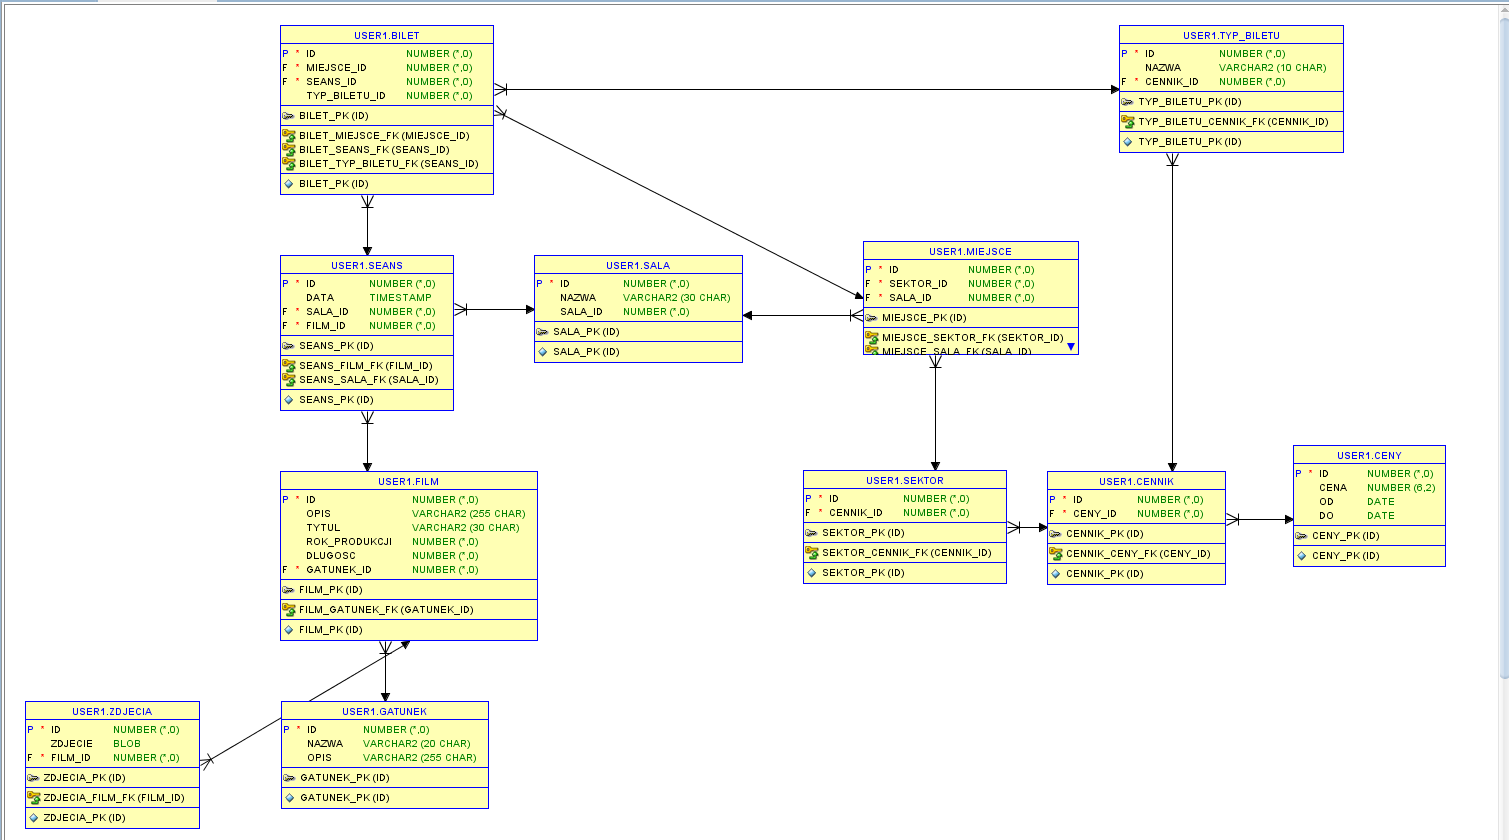 USER1.BILET
P * ID NUMBER (*,0)
F * MIEJSCE_ID NUMBER (*,0)
F * SEANS_ID NUMBER (*,0)
TYP_BILETU_ID NUMBER (*,0)
BILET_PK (ID)
BILET_MIEJSCE_FK (MIEJSCE_ID)
BILET_SEANS_FK (SEANS_ID)
BILET_TYP_BILETU_FK (SEANS_ID)
BILET_PK (ID)
USER1.TYP_BILETU
P * ID NUMBER (*,0)
NAZWA VARCHAR2 (10 CHAR)
F * CENNIK_ID NUMBER (*,0)
TYP_BILETU_PK (ID)
TYP_BILETU_CENNIK_FK (CENNIK_ID)
TYP_BILETU_PK (ID)
USER1.SEANS
P * ID NUMBER (*,0)
DATA TIMESTAMP
F * SALA_ID NUMBER (*,0)
F * FILM_ID NUMBER (*,0)
SEANS_PK (ID)
SEANS_FILM_FK (FILM_ID)
SEANS_SALA_FK (SALA_ID)
SEANS_PK (ID)
USER1.SALA
P * ID NUMBER (*,0)
NAZWA VARCHAR2 (30 CHAR)
SALA_ID NUMBER (*,0)
SALA_PK (ID)
SALA_PK (ID)
USER1.MIEJSCE
P * ID NUMBER (*,0)
F * SEKTOR_ID NUMBER (*,0)
F * SALA_ID NUMBER (*,0)
MIEJSCE_PK (ID)
MIEJSCE_SEKTOR_FK (SEKTOR_ID)
MIEJSCE_SALA_FK (SALA_ID)
USER1.FILM
P * ID NUMBER (*,0)
OPIS VARCHAR2 (255 CHAR)
TYTUL VARCHAR2 (30 CHAR)
ROK_PRODUKCJI NUMBER (*,0)
DLUGOSC NUMBER (*,0)
F * GATUNEK_ID NUMBER (*,0)
FILM_PK (ID)
FILM_GATUNEK_FK (GATUNEK_ID)
FILM_PK (ID)
USER1.SEKTOR
P * ID NUMBER (*,0)
F * CENNIK_ID NUMBER (*,0)
SEKTOR_PK (ID)
SEKTOR_CENNIK_FK (CENNIK_ID)
SEKTOR_PK (ID)
USER1.CENNIK
P * ID NUMBER (*,0)
F * CENY_ID NUMBER (*,0)
CENNIK_PK (ID)
CENNIK_CENY_FK (CENY_ID)
CENNIK_PK (ID)
USER1.CENY
P * ID NUMBER (*,0)
CENA NUMBER (6,2)
OD DATE
DO DATE
CENY_PK (ID)
CENY_PK (ID)
USER1.ZDJECIA
P * ID NUMBER (*,0)
ZDJECIE BLOB
F * FILM_ID NUMBER (*,0)
ZDJECIA_PK (ID)
ZDJECIA_FILM_FK (FILM_ID)
ZDJECIA_PK (ID)
USER1.GATUNEK
P * ID NUMBER (*,0)
NAZWA VARCHAR2 (20 CHAR)
OPIS VARCHAR2 (255 CHAR)
GATUNEK_PK (ID)
GATUNEK_PK (ID)